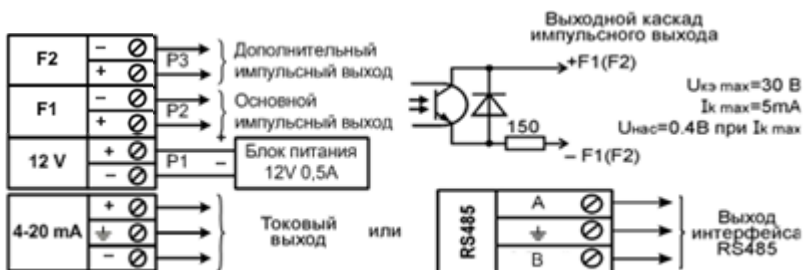 Выходной каскад
импульсного выхода
F2
−
+
P3
Дополнительный
импульсный выход
F1
−
+
P2
Основной
импульсный выход
12 V
+
−
P1
+
−
Блок питания
12V 0,5A
+F1(F2)
150
− F1(F2)
Uкэ max=30 В
Iк max=5mA
Uнас=0.4В при Iк max
4-20 mA
+
−
Токовый
выход
или
RS485
A
B
Выход
интерфейса
RS485